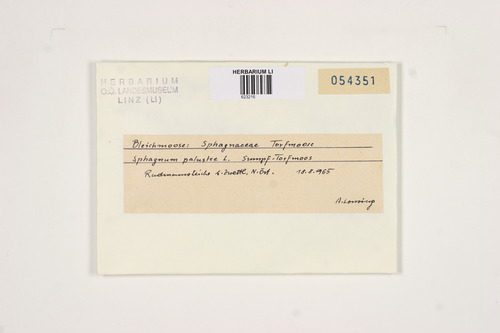 HERBARIUM
O.Ö. LANDESMUSEUM
LINZ (LI)
HERBARIUM LI
054351
Bleichmoose: Sphagnaceae Torfmoose
Sphagnum palustre L. Sumpf-Torfmoos
Rudmannsteiche b. Zwettl, N.Öst. 18.8.1965